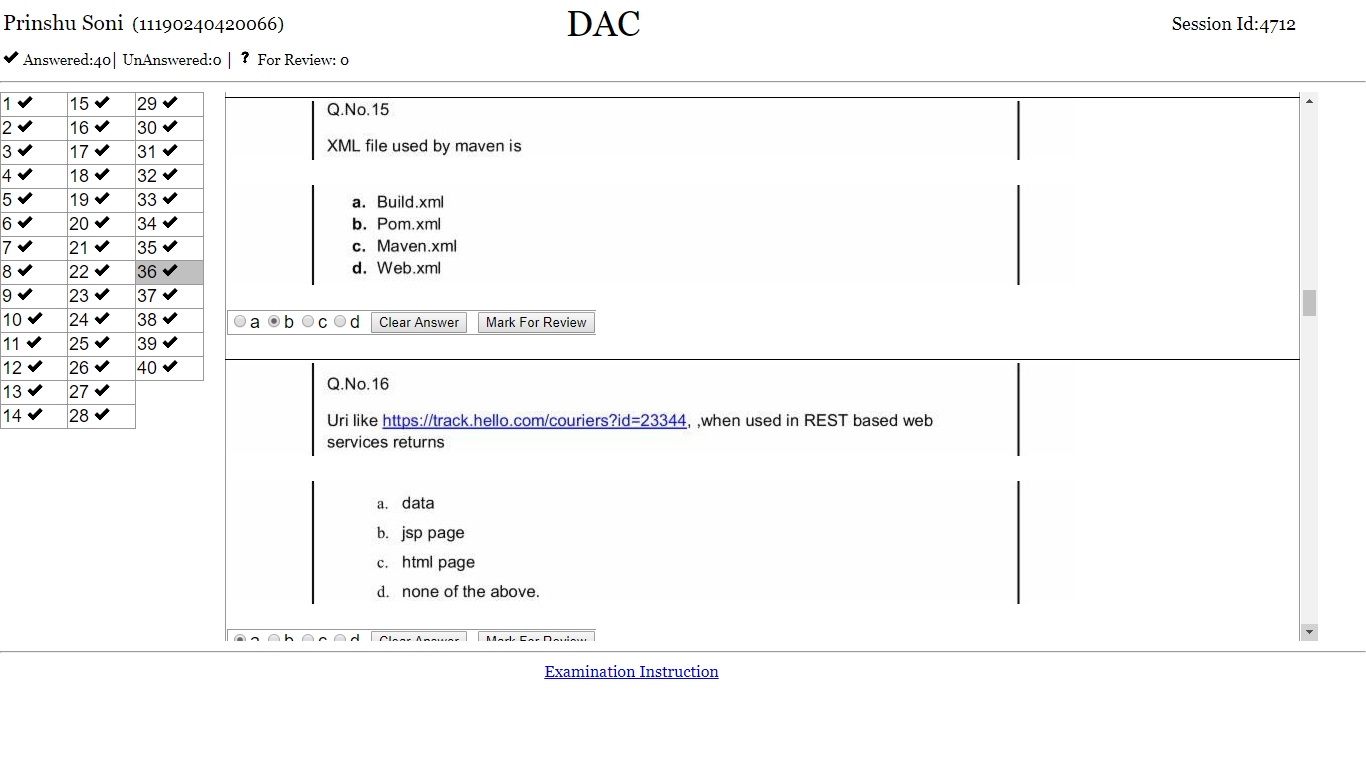 Prinshu Soni (11190240420066)
DAC
Session Id:4712
✔ Answered:40| UnAnswered:0 | ? For Review: 0
1 ✔ 15 ✔ 29 ✔
2 ✔ 16 ✔ 30 ✔
3 ✔ 17 ✔ 31 ✔
4 ✔ 18 ✔ 32 ✔
5 ✔ 19 ✔ 33 ✔
6 ✔ 20 ✔ 34 ✔
7 ✔ 21 ✔ 35 ✔
8 ✔ 22 ✔ 36 ✔
9 ✔ 23 ✔ 37 ✔
10 ✔ 24 ✔ 38 ✔
11 ✔ 25 ✔ 39 ✔
12 ✔ 26 ✔ 40 ✔
13 ✔ 27 ✔
14 ✔ 28 ✔
Q.No.15
XML file used by maven is
a. Build.xml
b. Pom.xml
c. Maven.xml
d. Web.xml
a b c d Clear Answer Mark For Review
Q.No.16
Uri like https://track.hello.com/couriers?id=23344, ,when used in REST based web
services returns
a. data
b. jsp page
c. html page
d. none of the above.
a b c d Clear Answer Mark For Review
Examination Instruction